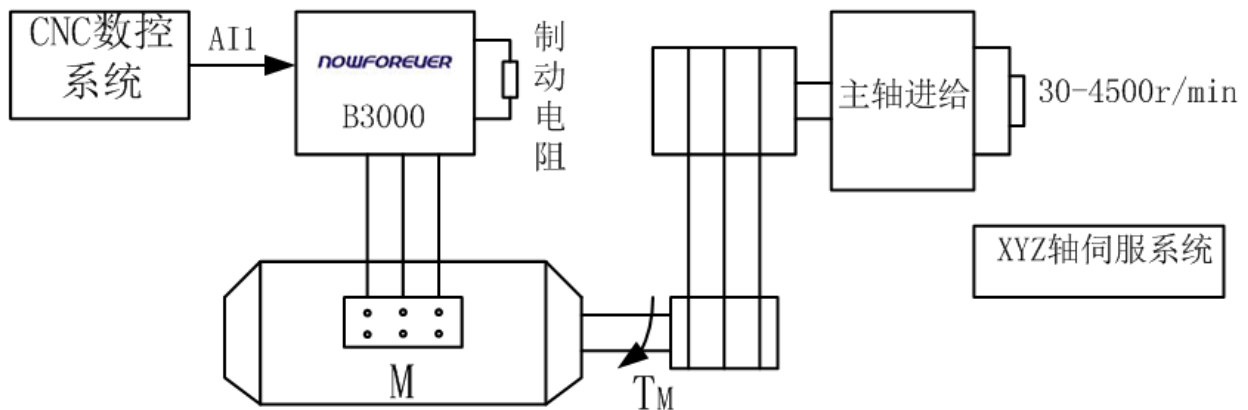 CNC数控
系统
AI1
NOWFOREVER
B3000
制
动
电
阻
主轴进给
30-4500r/min
XYZ轴伺服系统
M
TM